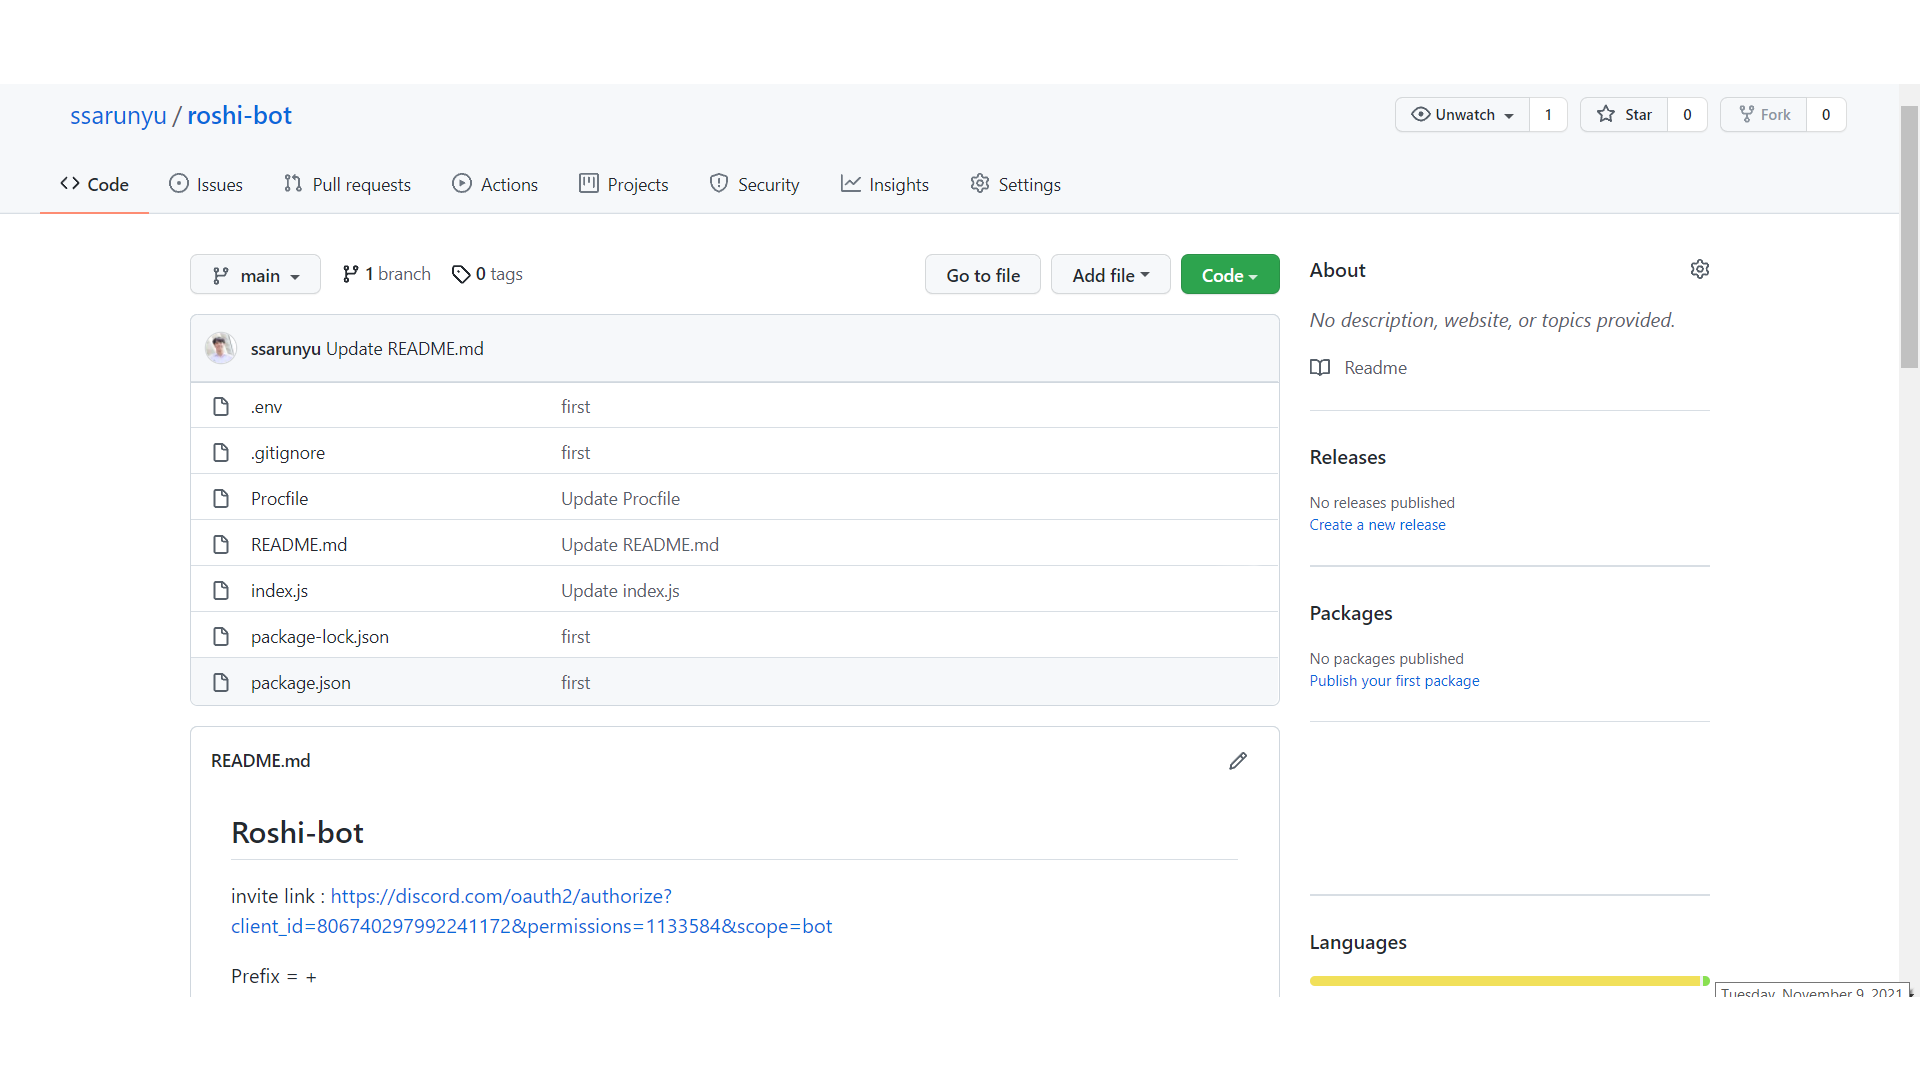 ssarunyu / roshi-bot
Unwatch 1 Star 0 Fork 0
Code Issues Pull requests Actions Projects Security Insights Settings
main 1 branch 0 tags Go to file Add file Code
ssarunyu Update README.md
.env first
.gitignore first
Procfile Update Procfile
README.md Update README.md
index.js Update index.js
package-lock.json first
package.json first
README.md
Roshi-bot
invite link : https://discord.com/oauth2/authorize?
client_id=806740297992241172&permissions=1133584&scope=bot
Prefix = +
About
No description, website, or topics provided.
Readme
Releases
No releases published
Create a new release
Packages
No packages published
Publish your first package
Languages
Tuesday, November 9, 2021